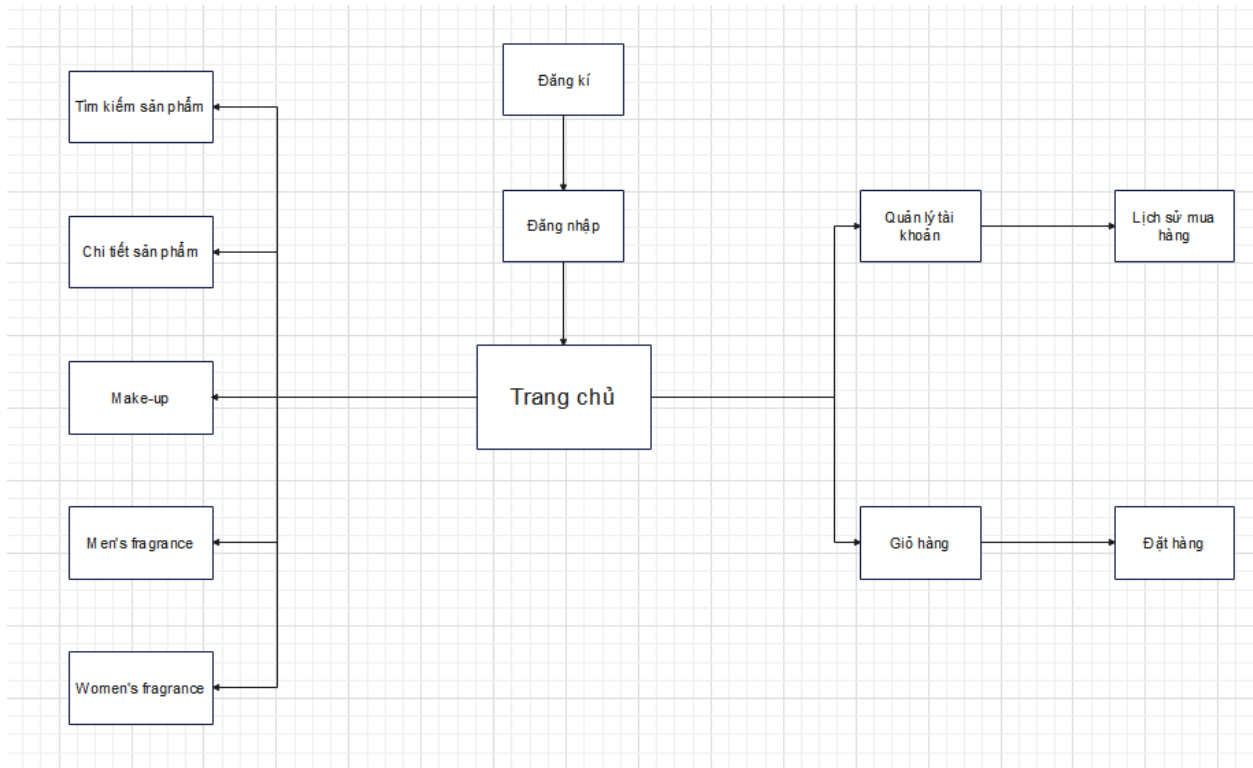 Đăng kí
Tìm kiếm sản phẩm
Đăng nhập
Quản lý tài
khoản
Lịch sử mua
hàng
Chi tiết sản phẩm
Trang chủ
Make-up
Men's fragrance
Giỏ hàng
Đặt hàng
Women's fragrance